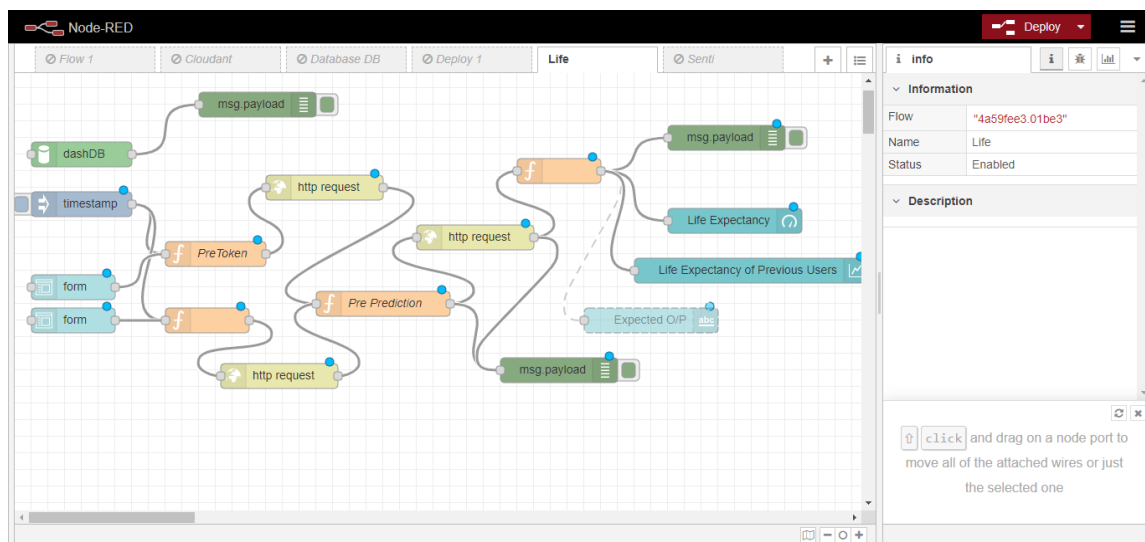 Node-RED
Deploy
Flow 1
Cloudant
Database DB
Deploy 1
Life
Senti
i info
i
msg.payload
dashDB
timestamp
http request
PreToken
form
form
http request
Pre Prediction
http request
msg.payload
msg.payload
Life Expectancy
Life Expectancy of Previous Users
Expected O/P
abc
Information
Flow "4a59fee3.01be3"
Name Life
Status Enabled
Description
click and drag on a node port to
move all of the attached wires or just
the selected one